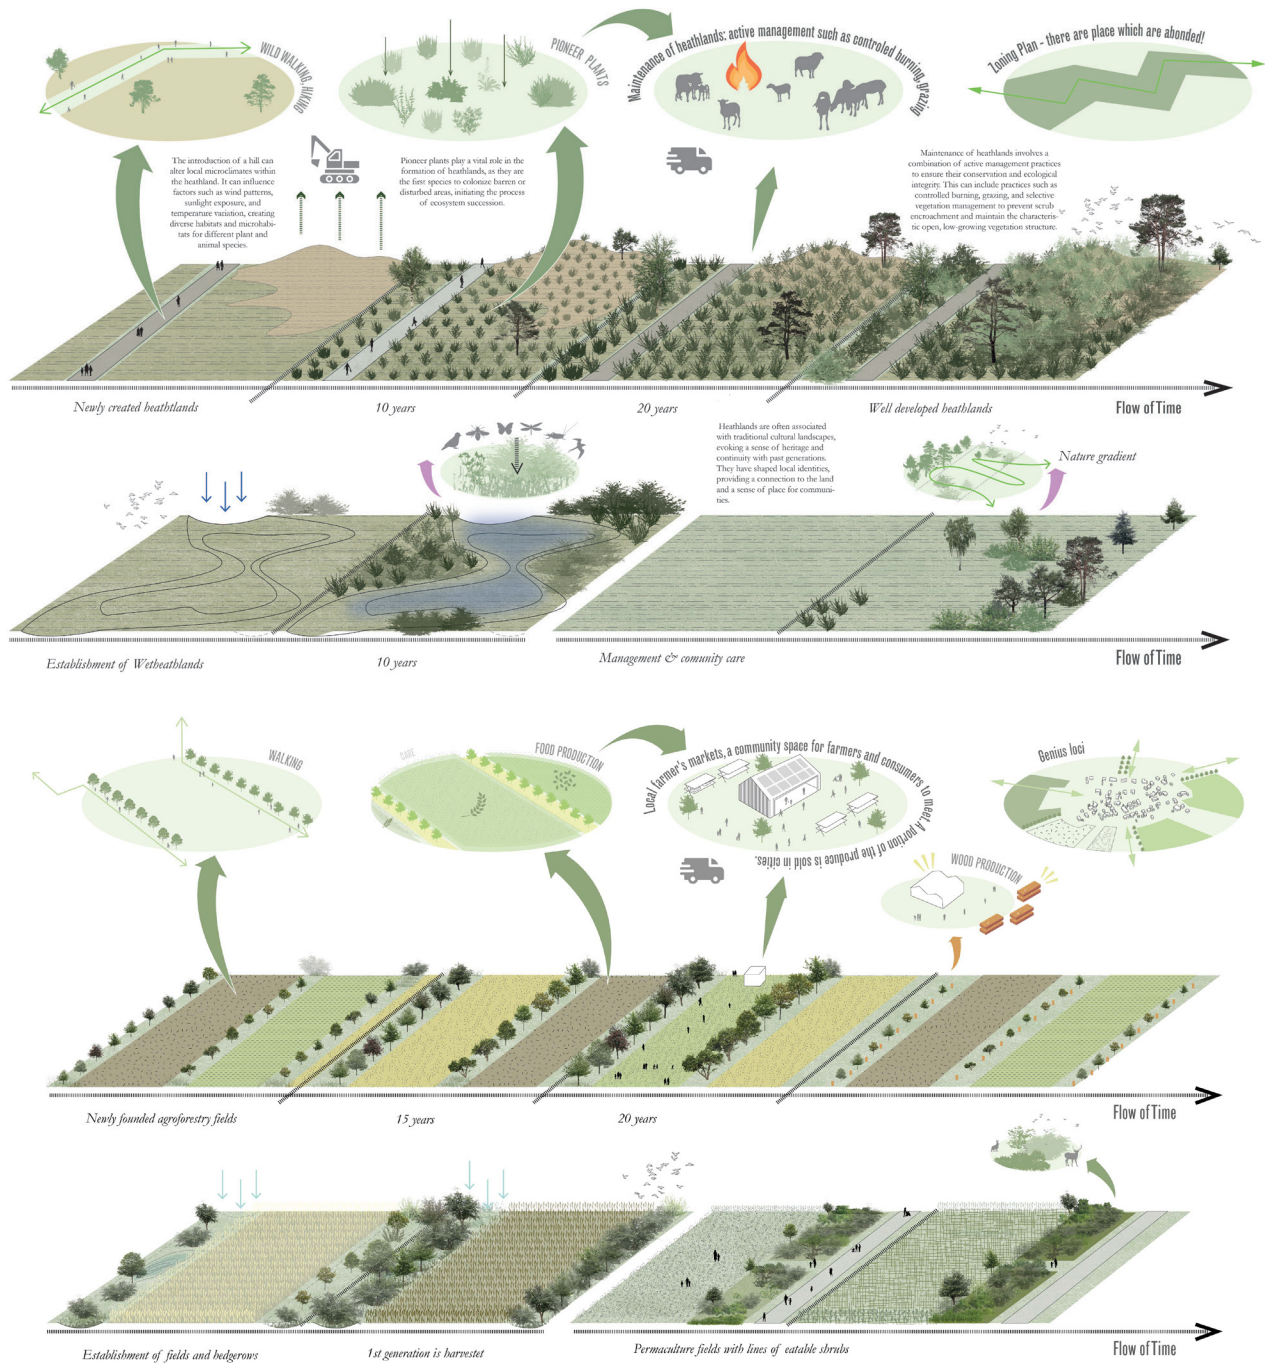 WILD WALKING, HIKING
PIONEER PLANTS
Maintenance of heathlands: active management such as controled burning, grazing
Zoning Plan - there are place which are abonded!
The introduction of a hill can
alter local microclimates within
the heathland. It can influence
factors such as wind patterns,
sunlight exposure, and
temperature variation, creating
diverse habitats and microhabi-
tats for different plant and
animal species.
Pioneer plants play a vital role in the
formation of heathlands, as they are
the first species to colonize barren or
disturbed areas, initiating the process
of ecosystem succession.
Maintenance of heathlands involves a
combination of active management practices
to ensure their conservation and ecological
integrity. This can include practices such as
controlled burning, grazing, and selective
vegetation management to prevent scrub
encroachment and maintain the characteris-
tic open, low-growing vegetation structure.
Newly created heathtlands
10 years
20 years
Well developed heathlands
Flow of Time
Heathlands are often associated
with traditional cultural landscapes,
evoking a sense of heritage and
continuity with past generations.
They have shaped local identities,
providing a connection to the land
and a sense of place for communi-
ties.
Nature gradient
Establishment of Wetheathlands
10 years
Management & comunity care
Flow of Time
WALKING
CARE
FOOD PRODUCTION
Local farmer's markets, a community space for farmers and consumers to meet. A portion of the produce is sold in cities.
Genius loci
WOOD PRODUCTION
Newly founded agroforestry fields
15 years
20 years
Flow of Time
Establishment of fields and hedgerows
1st generation is harvestet
Permaculture fields with lines of eatable shrubs
Flow of Time